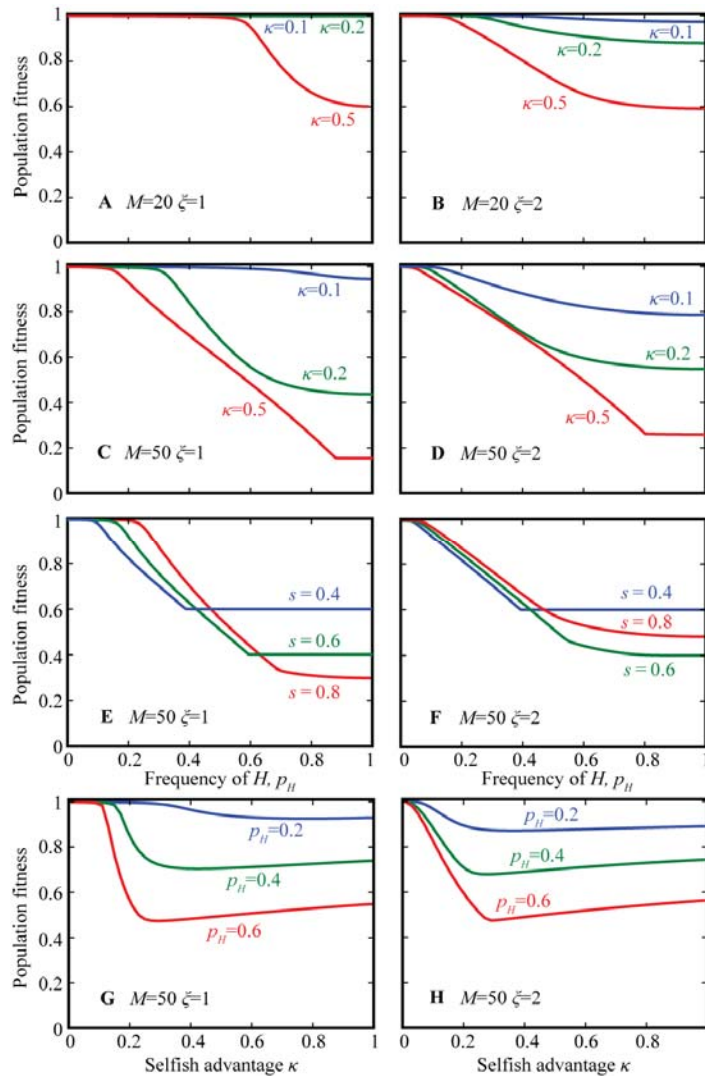 Population fitness
1
0.8
0.6
0.4
0.2
0
κ=0.1 κ=0.2
κ=0.5
A M=20 ξ=1
κ=0.1
κ=0.2
κ=0.5
B M=20 ξ=2
Population fitness
1
0.8
0.6
0.4
0.2
0
κ=0.1
κ=0.2
κ=0.5
C M=50 ξ=1
κ=0.1
κ=0.2
κ=0.5
D M=50 ξ=2
Population fitness
1
0.8
0.6
0.4
0.2
0
s = 0.4
s = 0.6
s = 0.8
E M=50 ξ=1
0 0.2 0.4 0.6 0.8 1
Frequency of H, pH
s = 0.4
s = 0.8
s = 0.6
F M=50 ξ=2
0 0.2 0.4 0.6 0.8 1
Frequency of H, pH
Population fitness
1
0.8
0.6
0.4
0.2
0
pH=0.2
pH=0.4
pH=0.6
G M=50 ξ=1
0 0.2 0.4 0.6 0.8 1
Selfish advantage κ
pH=0.2
pH=0.4
pH=0.6
H M=50 ξ=2
0 0.2 0.4 0.6 0.8 1
Selfish advantage κ